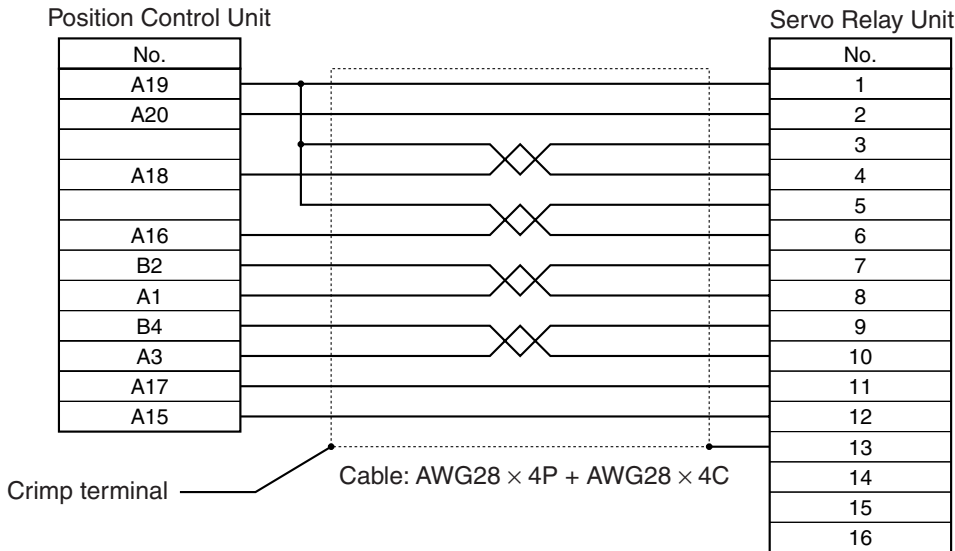 Position Control Unit
Servo Relay Unit
No.
No.
A19
1
A20
2
3
A18
4
5
A16
6
B2
7
A1
8
B4
9
A3
10
A17
11
A15
12
13
Crimp terminal
Cable: AWG28 × 4P + AWG28 × 4C
14
15
16